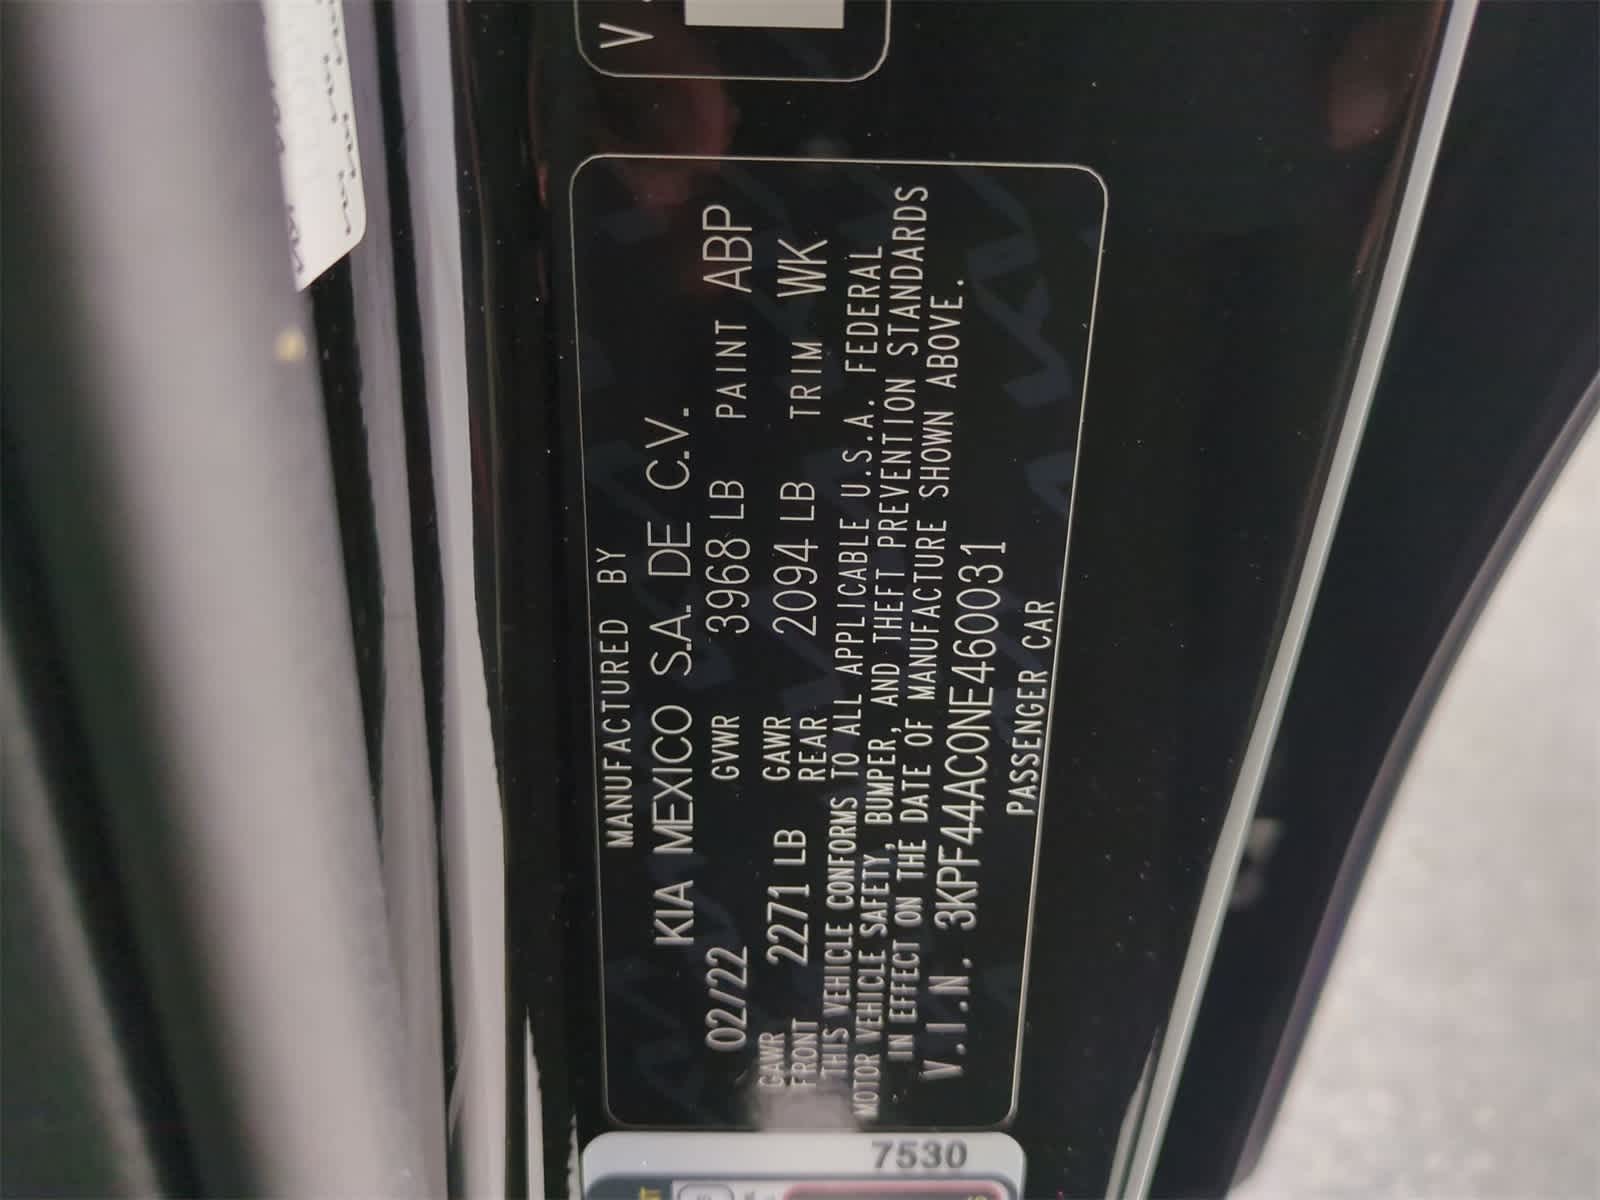 MANUFACTURED BY
KIA MEXICO S.A. DE C.V.
02/22 GVWR 3968 LB PAINT ABP
GAWR FRONT 2271 LB GAWR REAR 2094 LB TRIM WK
THIS VEHICLE CONFORMS TO ALL APPLICABLE U.S.A. FEDERAL
MOTOR VEHICLE SAFETY, BUMPER, AND THEFT PREVENTION STANDARDS
IN EFFECT ON THE DATE OF MANUFACTURE SHOWN ABOVE.
V.I.N. 3KPF44AC0NE460031
PASSENGER CAR
7530
V